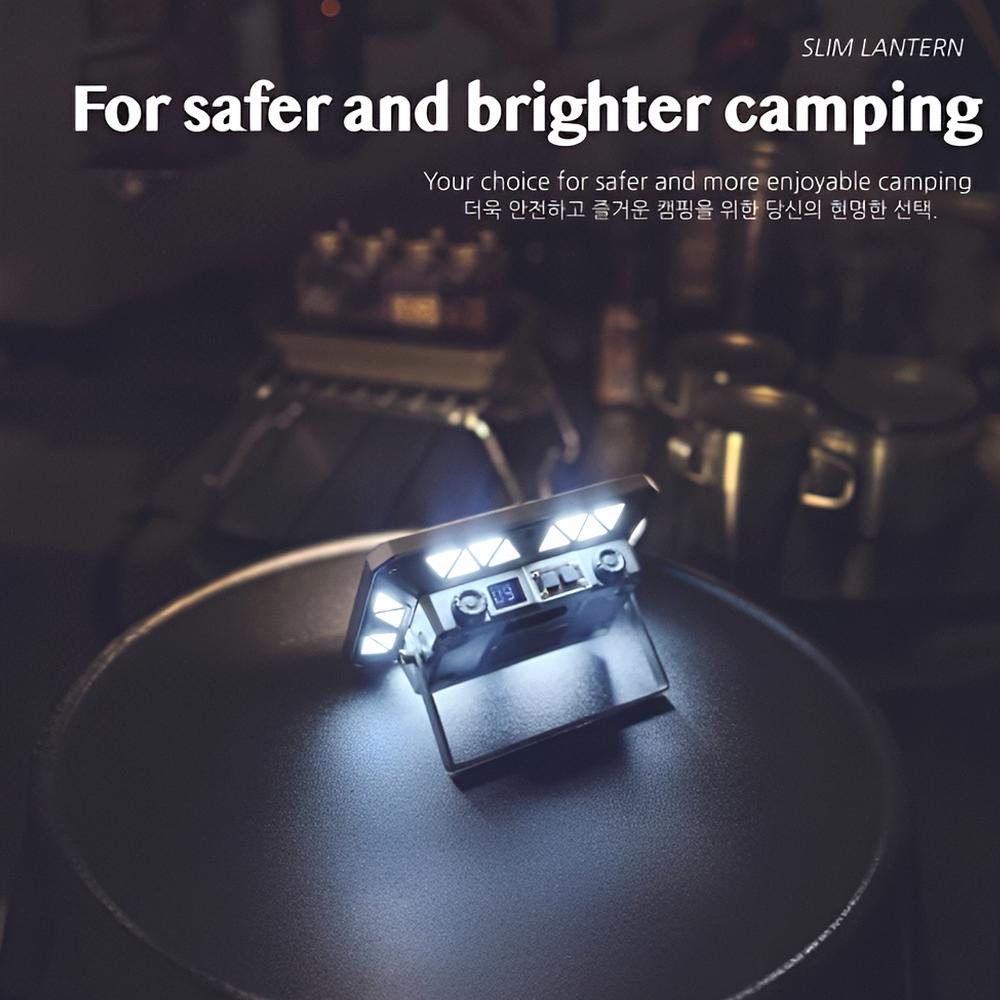 SLIM LANTERN
For safer and brighter camping
Your choice for safer and more enjoyable camping
더욱 안전하고 즐거운 캠핑을 위한 당신의 현명한 선택.